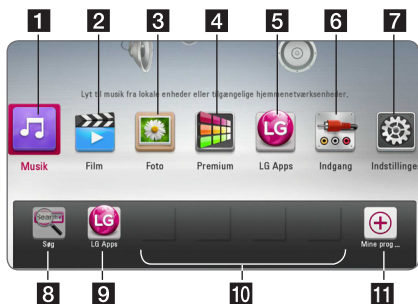 1 2 3 4 5 6 7
Lyt til musik fra lokale enheder eller tilgængelige hjemmenetværksenheder.
LG
Musik Film Foto Premium LG Apps Indgang Indstillinger
Search LG
Søg LG Apps Mine prog...
8 9 10 11